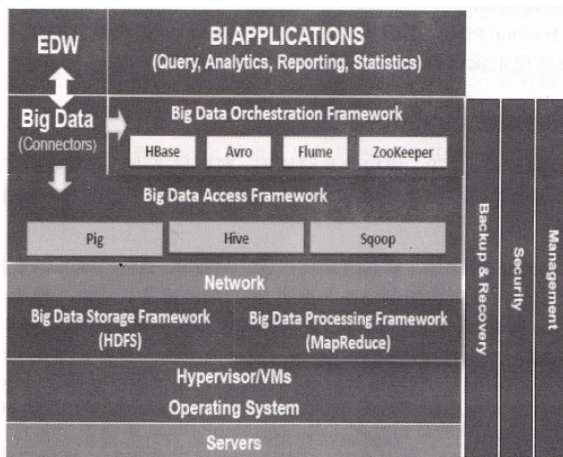 EDW
BI APPLICATIONS
(Query, Analytics, Reporting, Statistics)
Big Data
(Connectors)
Big Data Orchestration Framework
HBase
Avro
Flume
ZooKeeper
Big Data Access Framework
Pig
Hive
Sqoop
Network
Big Data Storage Framework
(HDFS)
Big Data Processing Framework
(MapReduce)
Hypervisor/VMs
Operating System
Servers
Backup & Recovery
Security
Management